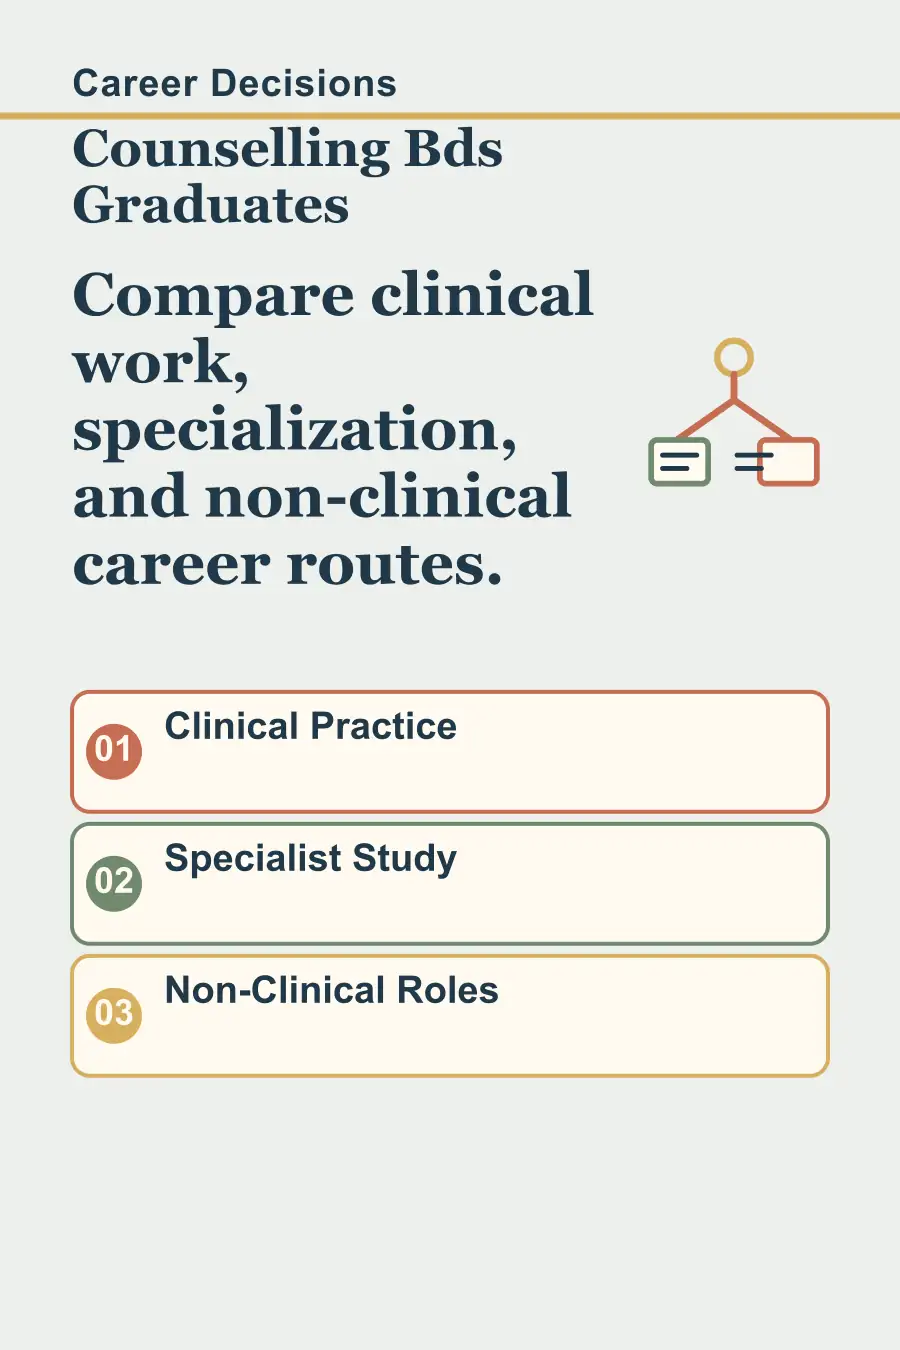 Career Decisions
Counselling Bds
Graduates
Compare clinical
work,
specialization,
and non-clinical
career routes.
01
Clinical Practice
02
Specialist Study
03
Non-Clinical Roles